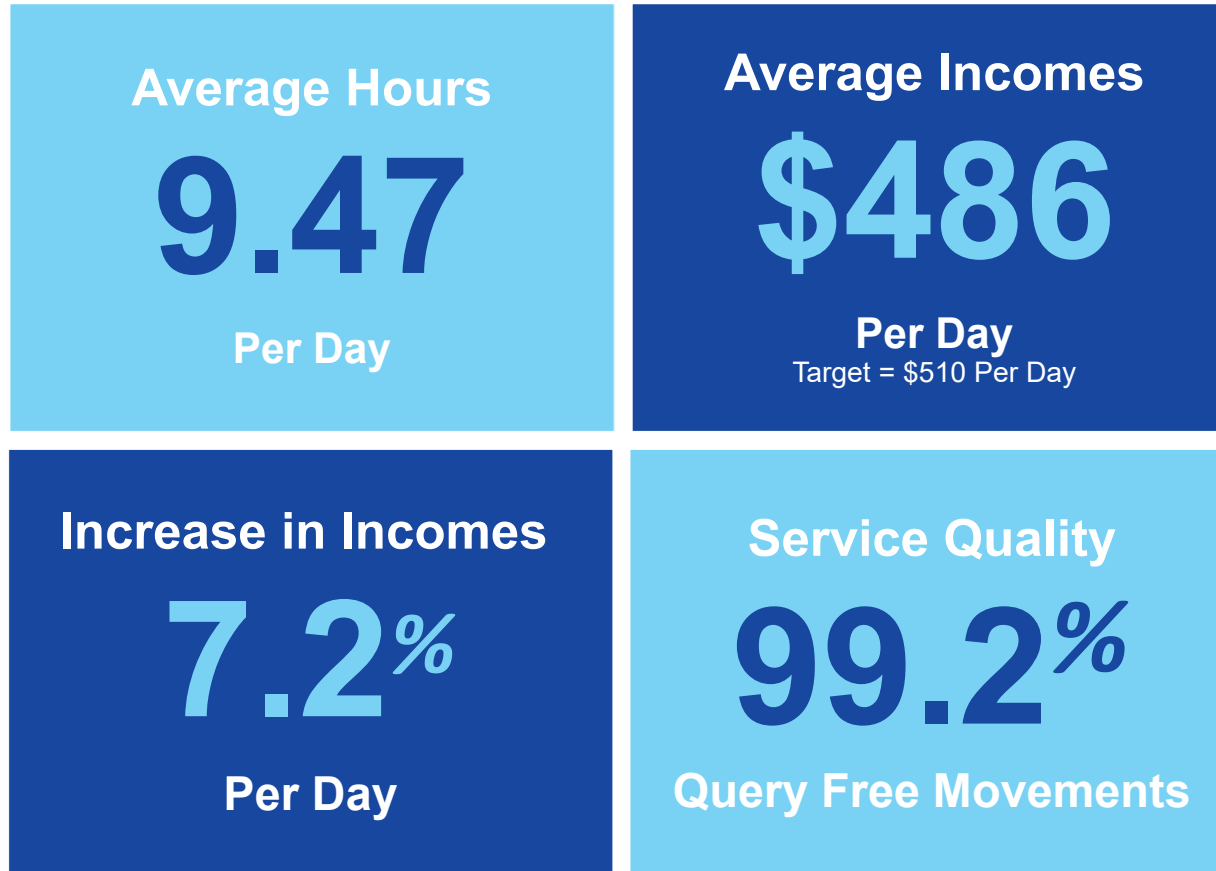 Average Hours
9.47
Per Day
Average Incomes
$486
Per Day
Target = $510 Per Day
Increase in Incomes
7.2%
Per Day
Service Quality
99.2%
Query Free Movements